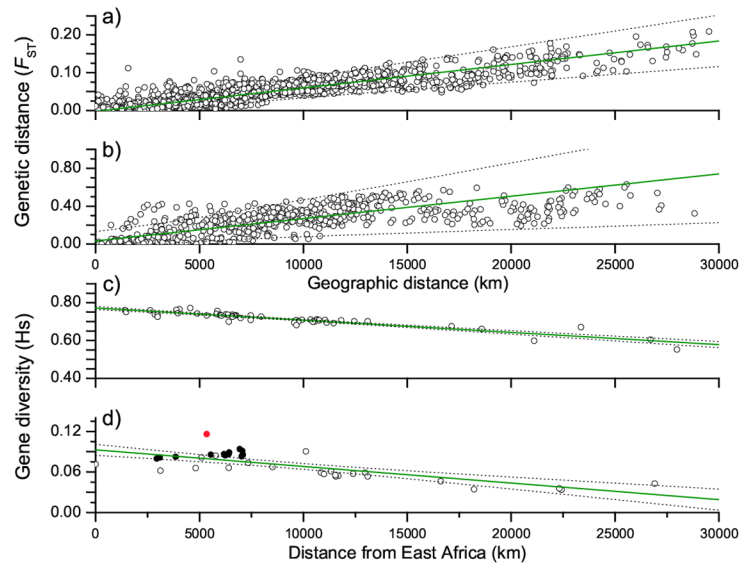 a)
0.20
0.10
0.00
Genetic distance (FST)
b)
0.80
0.40
0.00
0 5000 10000 15000 20000 25000 30000
Geographic distance (km)
c)
0.80
0.60
0.40
Gene diversity (Hs)
d)
0.12
0.06
0.00
0 5000 10000 15000 20000 25000 30000
Distance from East Africa (km)